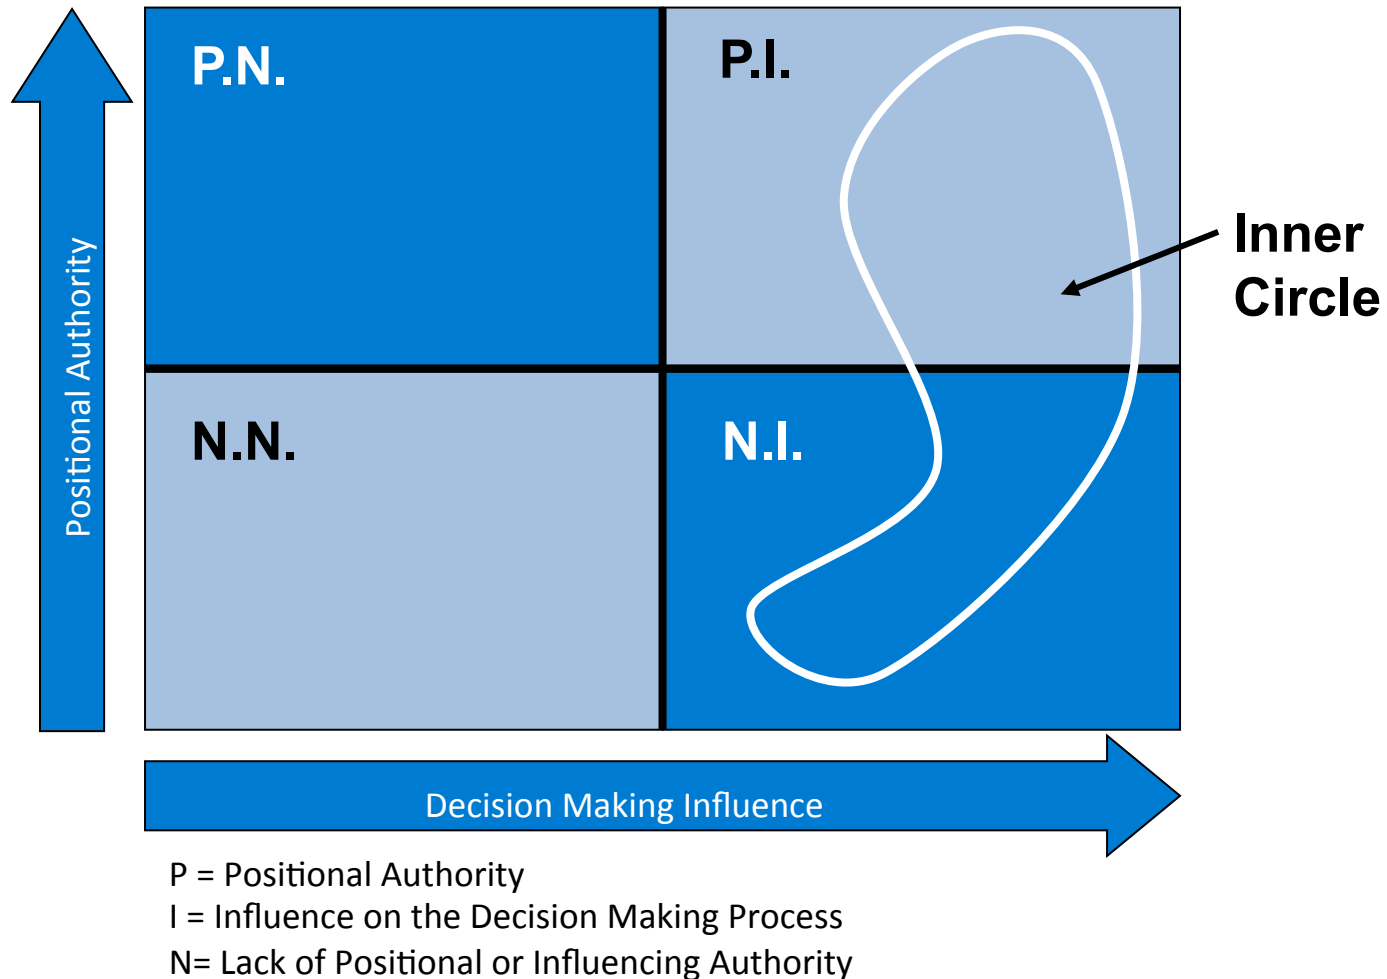 P.N.
P.I.
Positional Authority
Inner
Circle
N.N.
N.I.
Decision Making Influence
P = Positional Authority
I = Influence on the Decision Making Process
N= Lack of Positional or Influencing Authority